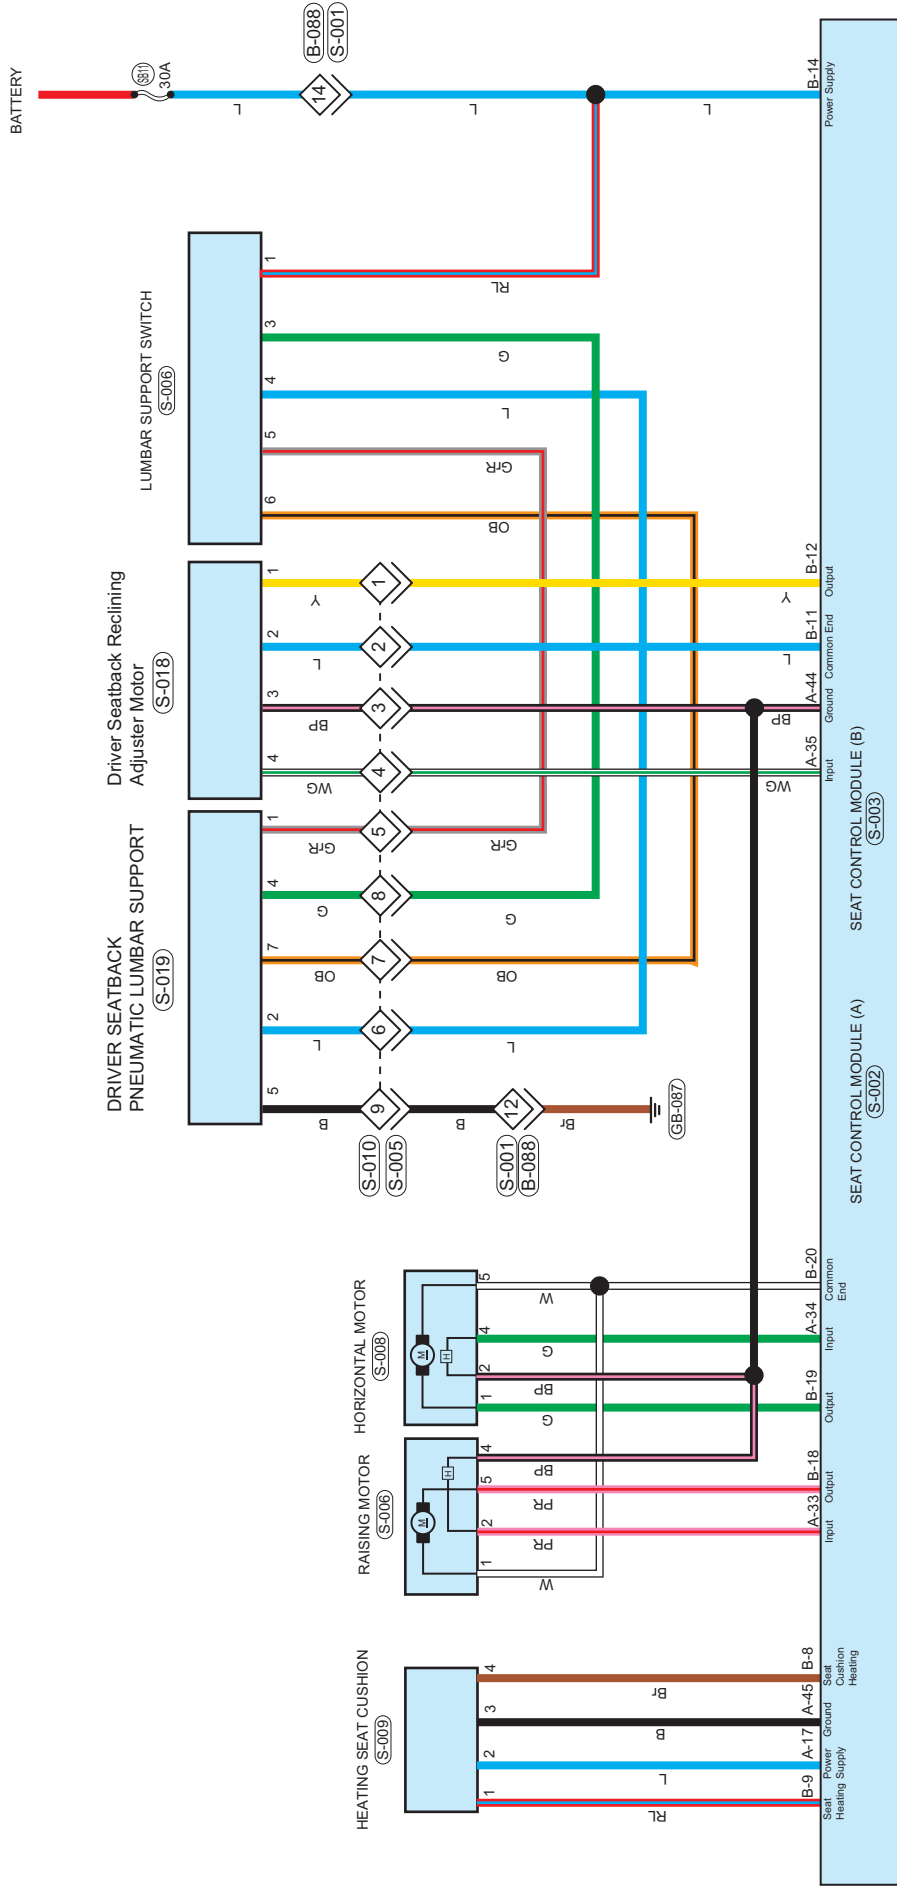 BATTERY
SB11
30A
B-088
S-001
14
L
L
L
B-14
Power Supply
LUMBAR SUPPORT SWITCH
S-006
1
3
4
5
6
RL
G
L
GrR
OB
Driver Seatback Reclining
Adjuster Motor
S-018
1
2
3
4
Y
L
BP
WG
1
2
3
4
Y
L
BP
WG
B-12
Output
B-11
Common End
A-44
Ground
A-35
Input
DRIVER SEATBACK
PNEUMATIC LUMBAR SUPPORT
S-019
1
4
7
2
5
GrR
G
OB
L
B
5
8
7
6
9
GrR
G
OB
L
B
S-010
S-005
12
S-001
B-088
Br
GB-087
SEAT CONTROL MODULE (B)
S-003
SEAT CONTROL MODULE (A)
S-002
HORIZONTAL MOTOR
S-008
M
H
5
4
2
1
W
G
BP
G
B-20
Common
End
A-34
Input
B-19
Output
RAISING MOTOR
S-006
M
H
4
5
2
1
BP
PR
PR
W
B-18
Output
A-33
Input
HEATING SEAT CUSHION
S-009
4
3
2
1
Br
B
L
RL
B-8
Seat
Cushion
Heating
A-45
Ground
A-17
Power
Supply
B-9
Seat
Heating